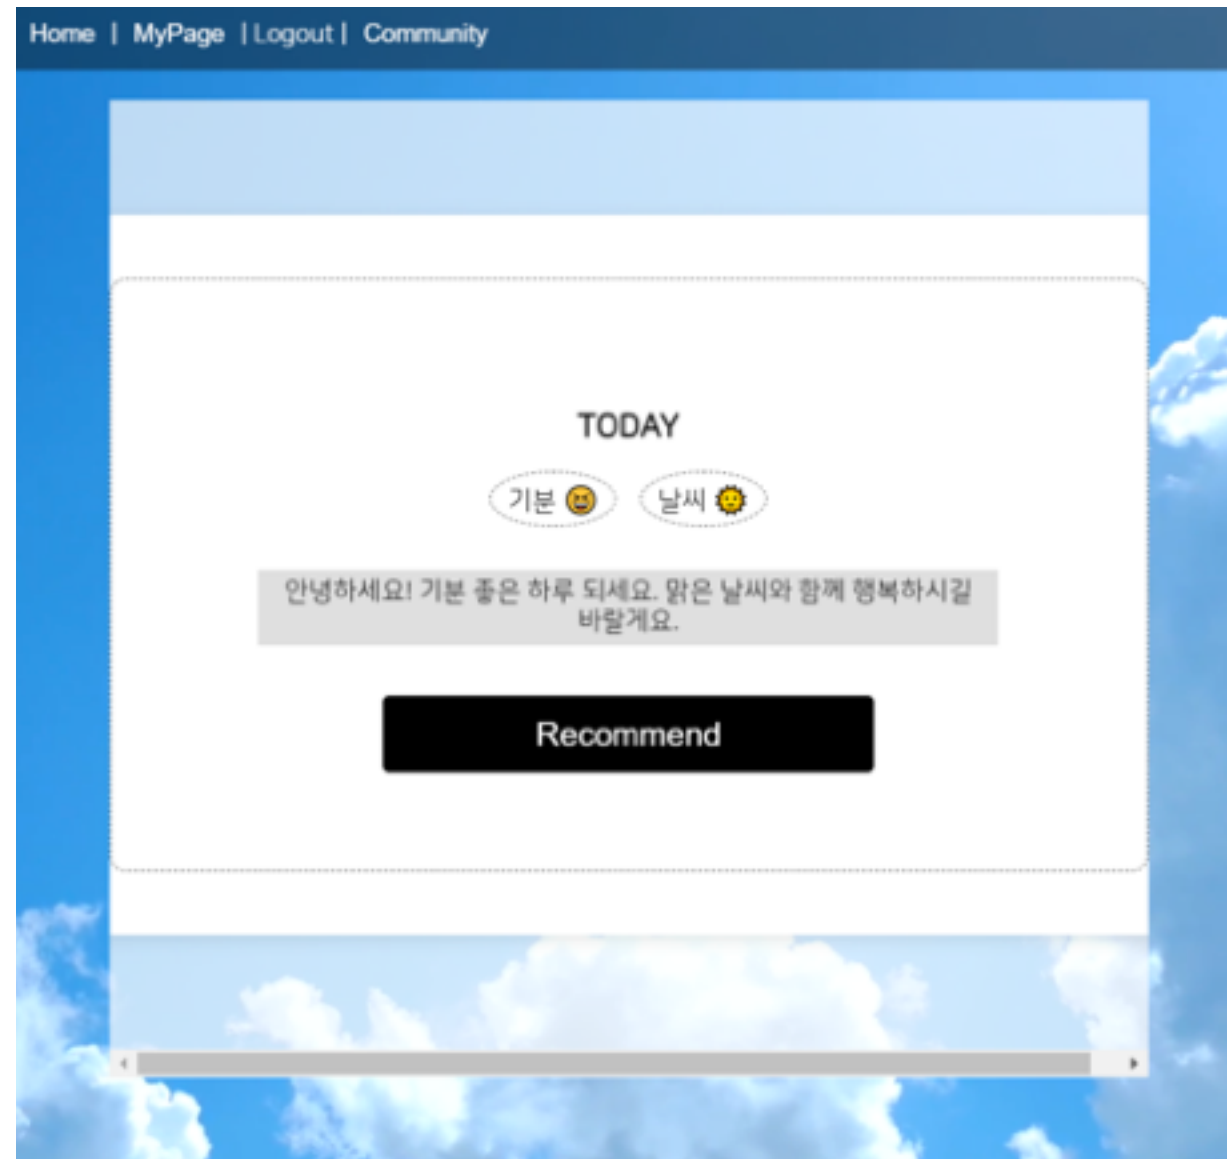 Home | MyPage | Logout | Community
TODAY
기분 😆 날씨 🌞
안녕하세요! 기분 좋은 하루 되세요. 맑은 날씨와 함께 행복하시길
바랄게요.
Recommend